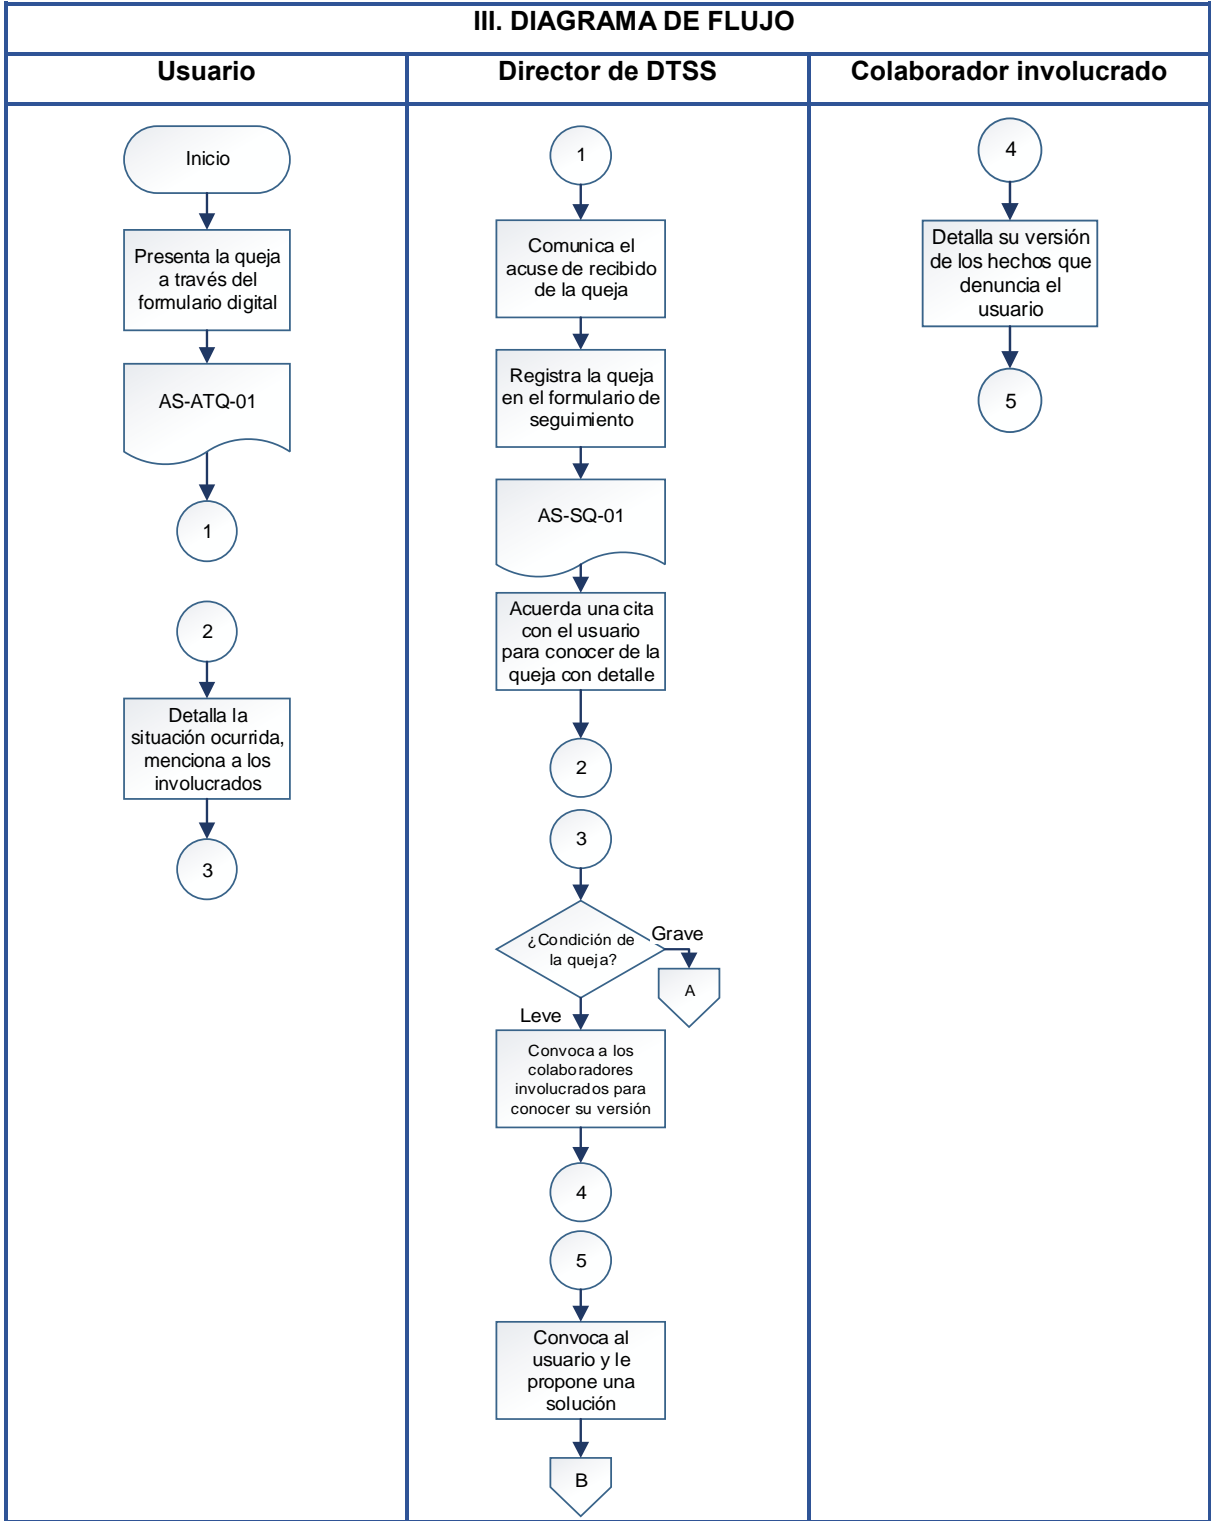 III. DIAGRAMA DE FLUJO
Usuario
Director de DTSS
Colaborador involucrado
Inicio
Presenta la queja
a través del
formulario digital
AS-ATQ-01
1
2
Detalla la
situación ocurrida,
menciona a los
involucrados
3
1
Comunica el
acuse de recibido
de la queja
Registra la queja
en el formulario de
seguimiento
AS-SQ-01
Acuerda una cita
con el usuario
para conocer de la
queja con detalle
2
3
¿Condición de
la queja?
Grave
A
Leve
Convoca a los
colaboradores
involucrados para
conocer su versión
4
5
Convoca al
usuario y le
propone una
solución
B
4
Detalla su versión
de los hechos que
denuncia el
usuario
5